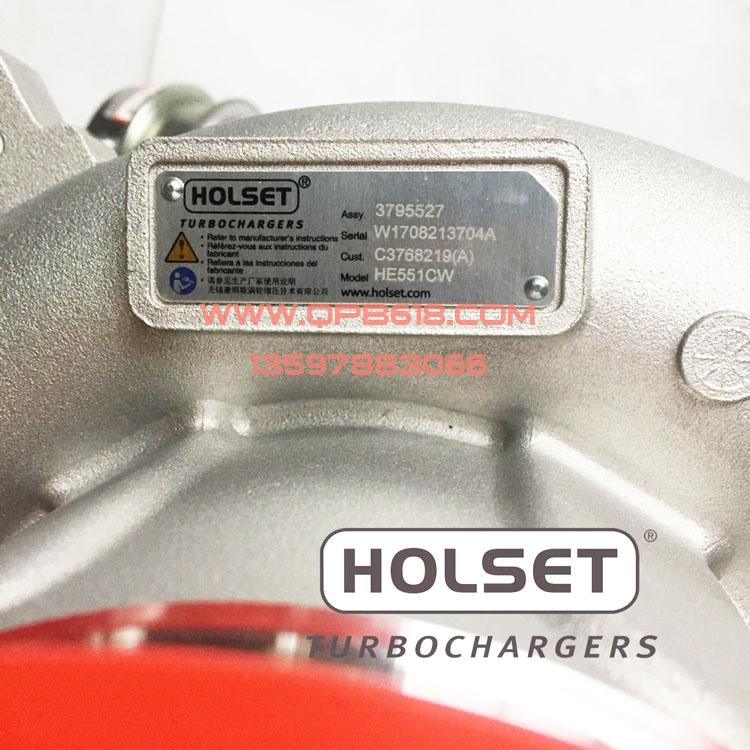 HOLSET®
TURBOCHARGERS
• Refer to manufacturer's instructions
• Référez-vous aux instructions du
fabricant
• Refiera a las instrucciones del
fabricante
• 请参见生产厂家使用说明
无锡康明斯涡轮增压技术有限公司
Assy. 3795527
Serial W1708213704A
Cust. C3768219(A)
Model HE551CW
www.holset.com
WWW.QPB618.COM
13597883066
HOLSET®
TURBOCHARGERS